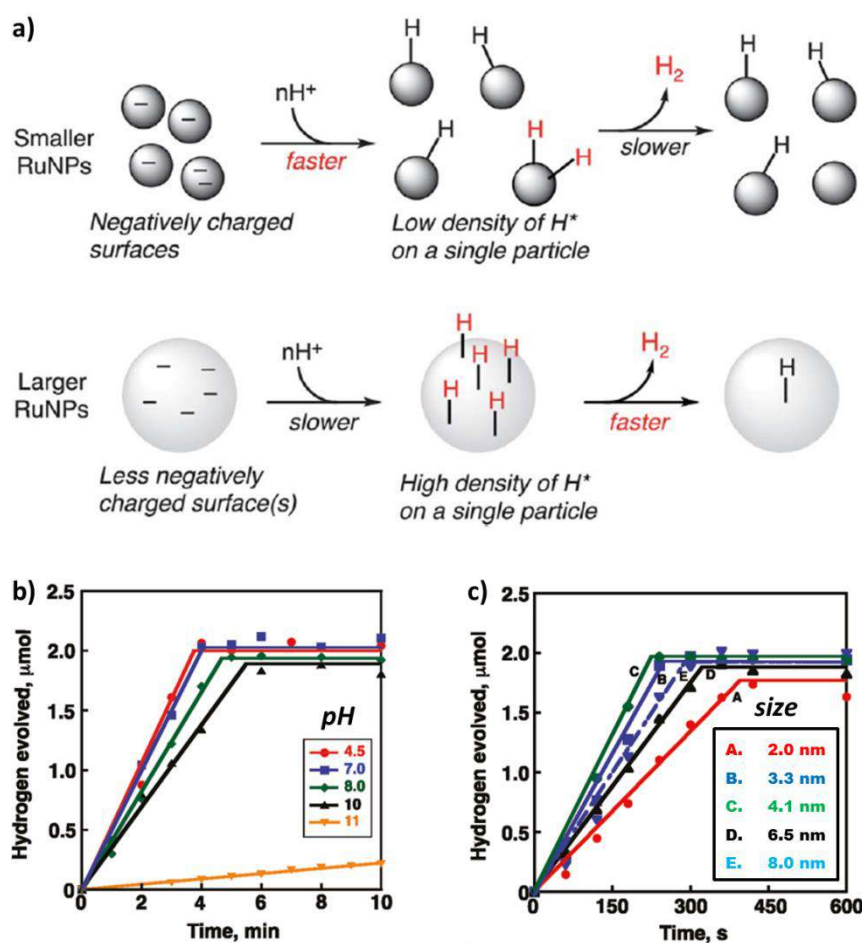 a)
Smaller
RuNPs
− − − − −
Negatively charged
surfaces
nH⁺
faster
H H H H H
Low density of H*
on a single particle
H₂
slower
H H H
Larger
RuNPs
− − − − −
Less negatively
charged surface(s)
nH⁺
slower
H H H H H
High density of H*
on a single particle
H₂
faster
H
b)
Hydrogen evolved, μmol
2.5
2.0
1.5
1.0
0.5
0
2 4 6 8 10
Time, min
pH
4.5
7.0
8.0
10
11
c)
Hydrogen evolved, μmol
2.5
2.0
1.5
1.0
0.5
0
0 150 300 450 600
Time, s
C B E D A
size
A. 2.0 nm
B. 3.3 nm
C. 4.1 nm
D. 6.5 nm
E. 8.0 nm